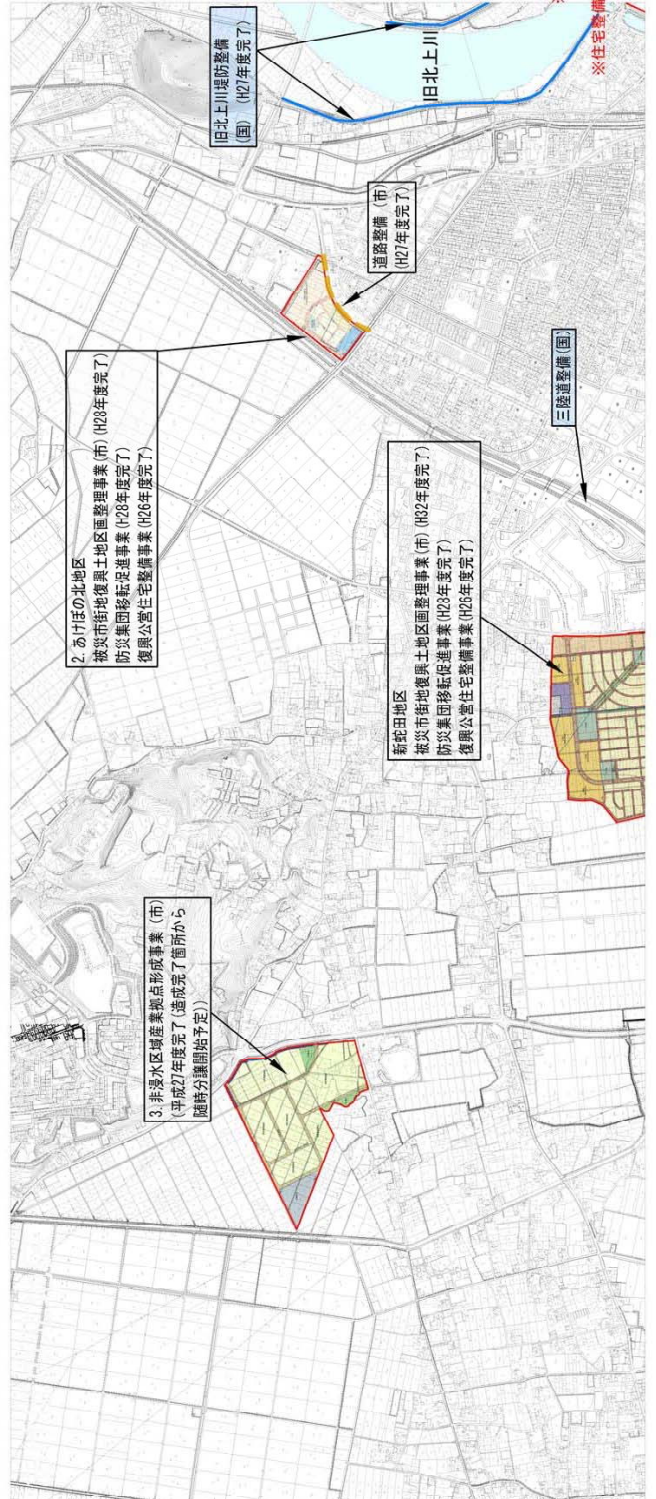 3. 非浸水区域産業拠点形成事業（市）
（平成27年度完了（造成完了箇所から
随時分譲開始予定））
2. あけぼの北地区
被災市街地復興土地区画整理事業（市）（H28年度完了）
防災集団移転促進事業（H28年度完了）
復興公営住宅整備事業（H26年度完了）
旧北上川堤防整備
（国）（H27年度完了）
旧北上川
道路整備（市）
（H27年度完了）
新蛇田地区
被災市街地復興土地区画整理事業（市）（H32年度完了）
防災集団移転促進事業（H28年度完了）
復興公営住宅整備事業（H26年度完了）
三陸道整備（国）
※住宅整備